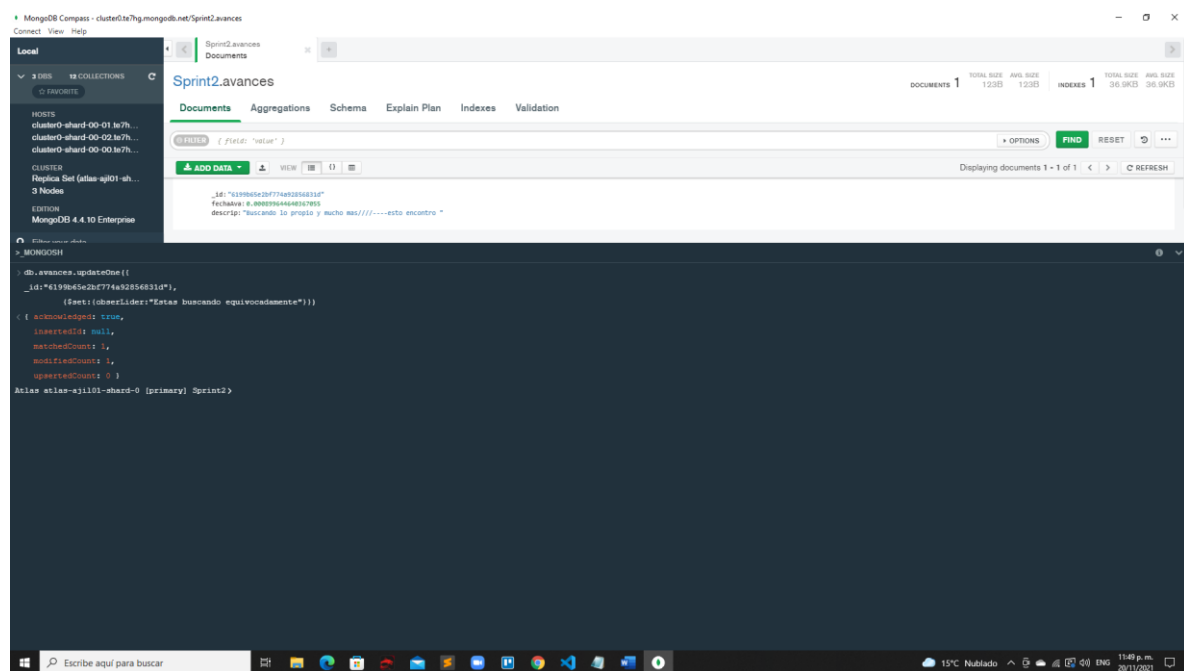 MongoDB Compass - cluster0.te7hg.mongodb.net/Sprint2.avances
Connect View Help
Local
Sprint2.avances
Documents
3 DBS 12 COLLECTIONS
☆ FAVORITE
Sprint2.avances
DOCUMENTS 1 TOTAL SIZE 123B AVG. SIZE 123B INDEXES 1 TOTAL SIZE 36.9KB AVG. SIZE 36.9KB
Documents Aggregations Schema Explain Plan Indexes Validation
HOSTS
cluster0-shard-00-01.te7h...
cluster0-shard-00-02.te7h...
cluster0-shard-00-00.te7h...
FILTER { field: 'value' } OPTIONS FIND RESET ...
CLUSTER
Replica Set (atlas-ajil01-sh...
3 Nodes
ADD DATA VIEW {} Displaying documents 1 - 1 of 1 < > REFRESH
EDITION
MongoDB 4.4.10 Enterprise
_id:"6199b65e2bf774a92856831d"
fechaAva:0.000899644640367055
descrip:"Buscando lo propio y mucho mas////----esto encontro "
Filter your data
>_MONGOSH
> db.avances.updateOne({
_id:"6199b65e2bf774a92856831d"},
{$set:{obserLider:"Estas buscando equivocadamente"}})
< { acknowledged: true,
insertedId: null,
matchedCount: 1,
modifiedCount: 1,
upsertedCount: 0 }
Atlas atlas-ajil01-shard-0 [primary] Sprint2>
Escribe aquí para buscar
15°C Nublado ENG 11:49 p. m.
20/11/2021